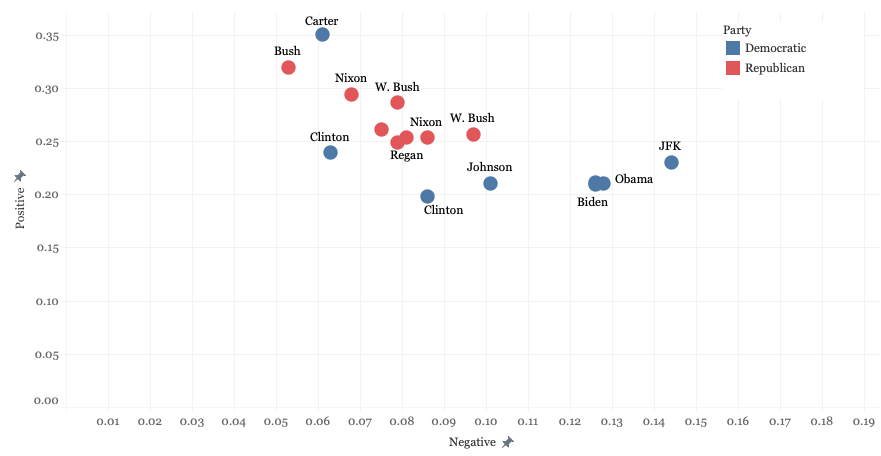 Carter
Party
Democratic
Republican
0.35
Bush
0.30
Nixon
W. Bush
Nixon
W. Bush
0.25
Clinton
Regan
JFK
Johnson
Obama
0.20
Biden
Clinton
Positive
0.15
0.10
0.05
0.00
0.01 0.02 0.03 0.04 0.05 0.06 0.07 0.08 0.09 0.10 0.11 0.12 0.13 0.14 0.15 0.16 0.17 0.18 0.19
Negative